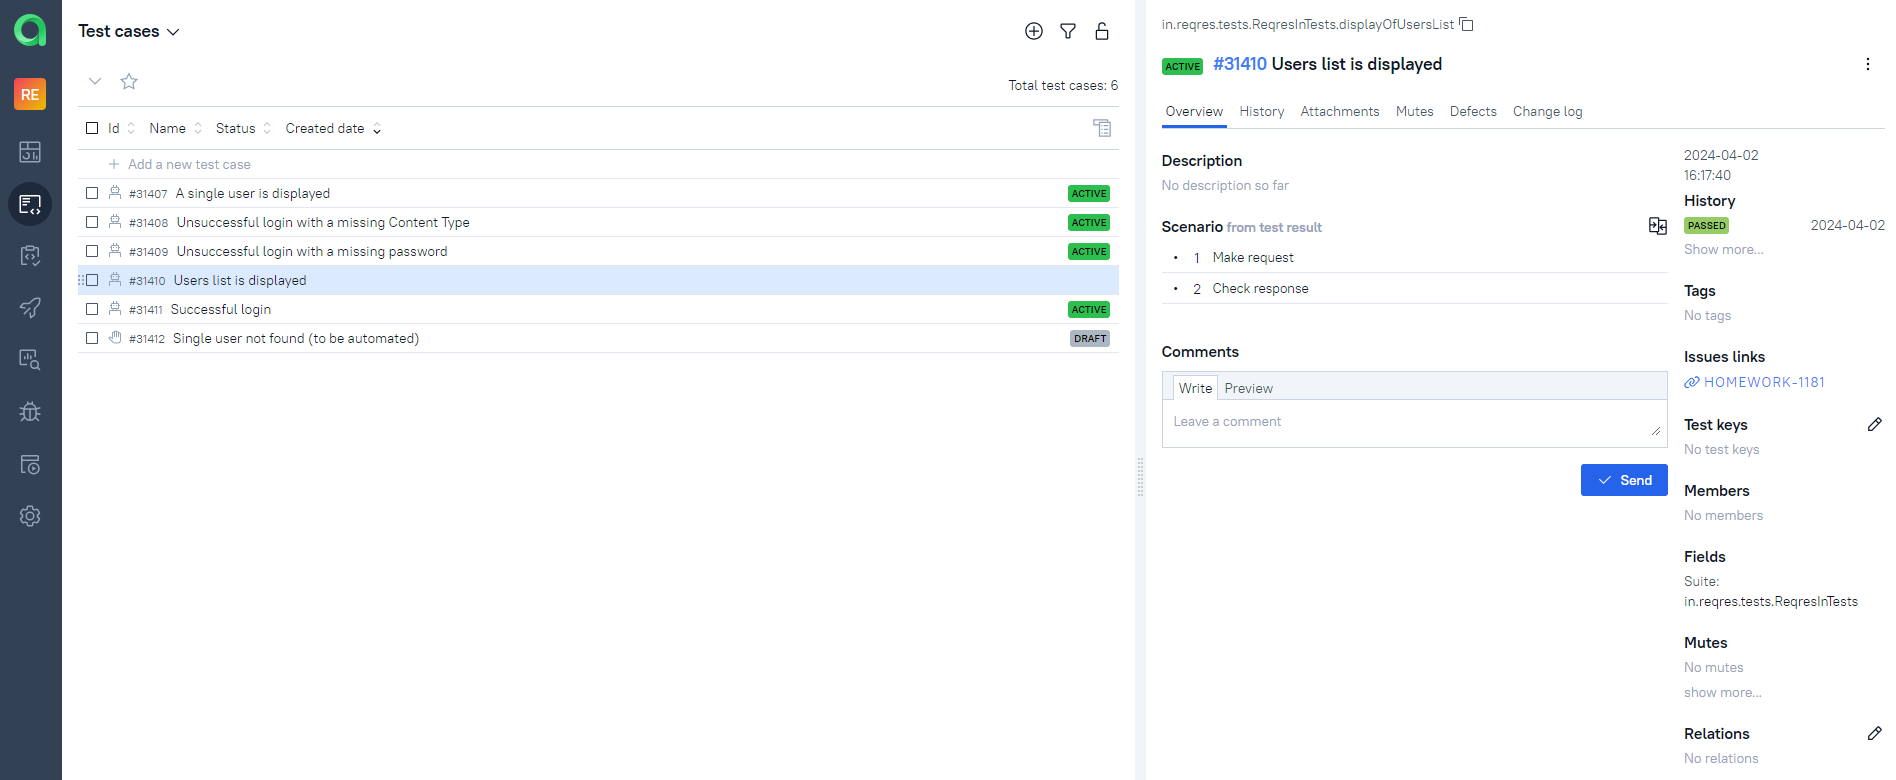 RE
Test cases
Total test cases: 6
Id Name Status Created date
Add a new test case
#31407 A single user is displayed ACTIVE
#31408 Unsuccessful login with a missing Content Type ACTIVE
#31409 Unsuccessful login with a missing password ACTIVE
#31410 Users list is displayed
#31411 Successful login ACTIVE
#31412 Single user not found (to be automated) DRAFT
in.reqres.tests.ReqresInTests.displayOfUsersList
ACTIVE #31410 Users list is displayed
Overview History Attachments Mutes Defects Change log
Description
No description so far
Scenario from test result
• 1 Make request
• 2 Check response
Comments
Write Preview
Leave a comment
Send
2024-04-02
16:17:40
History
PASSED 2024-04-02
Show more...
Tags
No tags
Issues links
HOMEWORK-1181
Test keys
No test keys
Members
No members
Fields
Suite:
in.reqres.tests.ReqresInTests
Mutes
No mutes
show more...
Relations
No relations